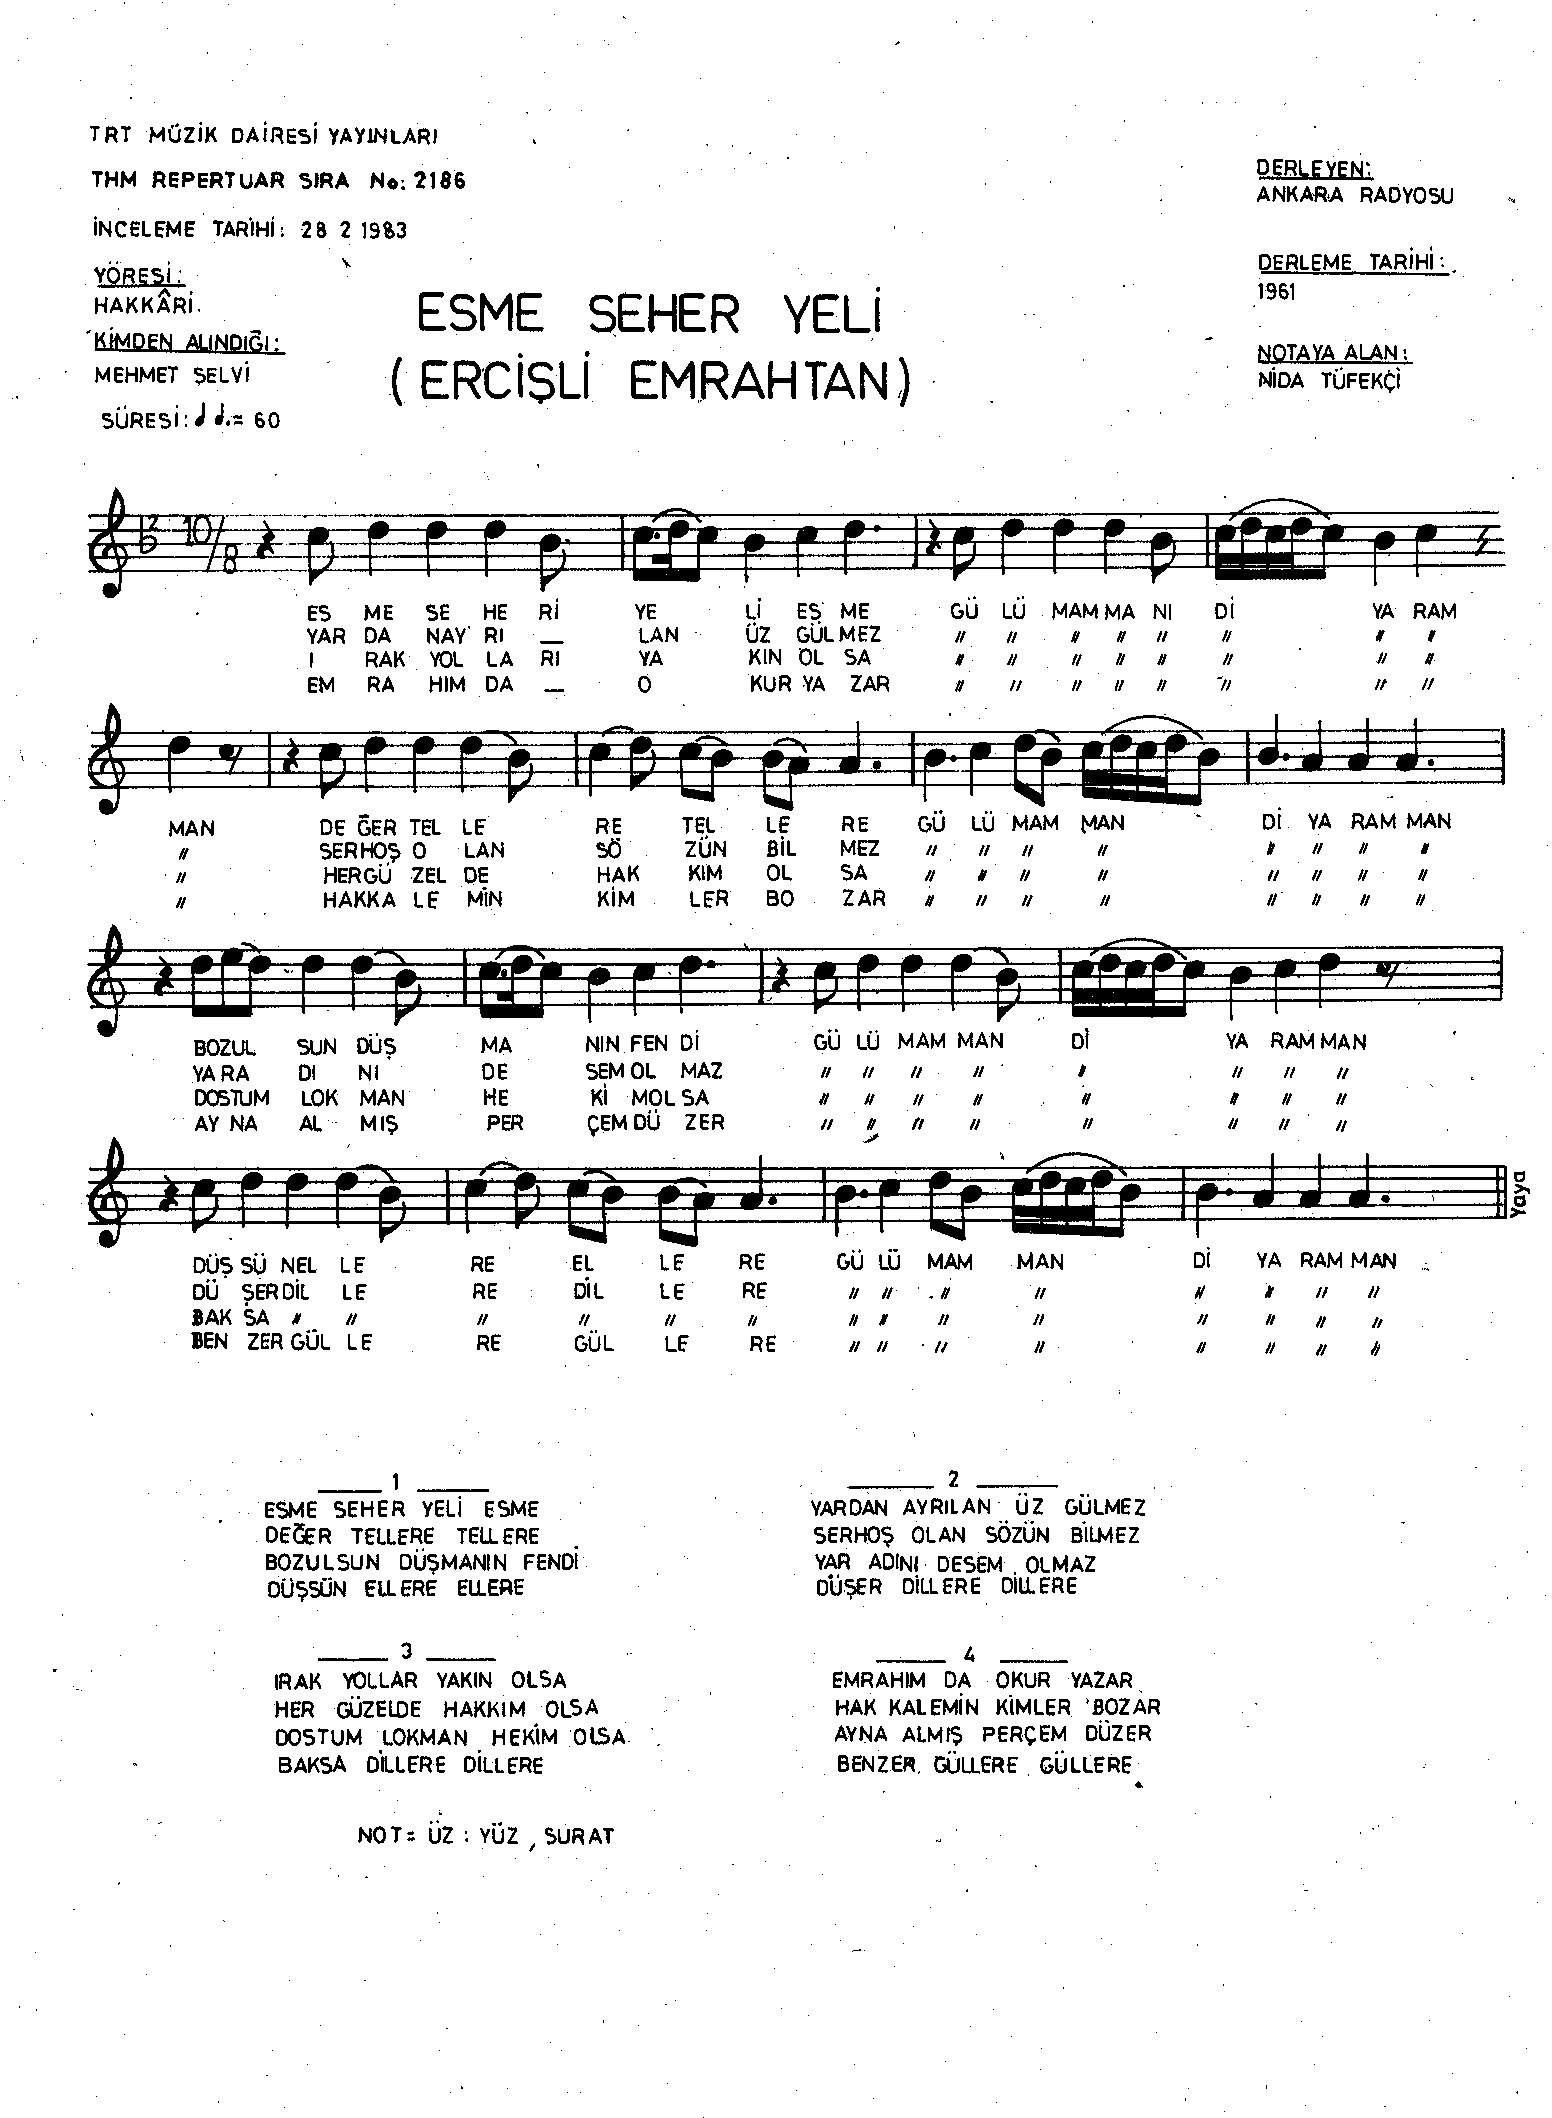 TRT MÜZİK DAİRESİ YAYINLARI
THM REPERTUAR SIRA No: 2186
İNCELEME TARİHİ: 28 2 1983
YÖRESİ:
HAKKÂRİ.
KİMDEN ALINDIĞI:
MEHMET SELVİ
SÜRESİ: = 60
ESME SEHER YELİ
(ERCİŞLİ EMRAHTAN)
DERLEYEN:
ANKARA RADYOSU
DERLEME TARİHİ:
1961
NOTAYA ALAN:
NİDA TÜFEKÇİ
10/8
ES ME SE HE Rİ YE Lİ ES ME GÜ LÜ MAM MA NI Dİ YA RAM
YAR DA NAY RI _ LAN ÜZ GÜL MEZ " " " " " " " "
I RAK YOL LA RI YA KIN OL SA " " " " " " " "
EM RA HIM DA _ O KUR YA ZAR " " " " " " " "
MAN DE ĞER TEL LE RE TEL LE RE GÜ LÜ MAM MAN Dİ YA RAM MAN
" SERHOŞ O LAN SÖ ZÜN BİL MEZ " " " " " " " "
" HERGÜ ZEL DE HAK KIM OL SA " " " " " " " "
" HAKKA LE MİN KİM LER BO ZAR " " " " " " " "
BOZUL SUN DÜŞ MA NIN FEN Dİ GÜ LÜ MAM MAN Dİ YA RAM MAN
YARA DI NI DE SEM OL MAZ " " " " " " " "
DOSTUM LOK MAN HE Kİ MOL SA " " " " " " " "
AY NA AL MIŞ PER ÇEM DÜ ZER " " " " " " " "
DÜŞ SÜ NEL LE RE EL LE RE GÜ LÜ MAM MAN Dİ YA RAM MAN
DÜ ŞER DİL LE RE DİL LE RE " " " " " " " "
BAK SA " " " " " " " " " " " " " "
BEN ZER GÜL LE RE GÜL LE RE " " " " " " " "
Yaya
1
ESME SEHER YELİ ESME
DEĞER TELLERE TELLERE
BOZULSUN DÜŞMANIN FENDİ
DÜŞSÜN ELLERE ELLERE
2
YARDAN AYRILAN ÜZ GÜLMEZ
SERHOŞ OLAN SÖZÜN BİLMEZ
YAR ADINI DESEM OLMAZ
DÜŞER DİLLERE DİLLERE
3
IRAK YOLLAR YAKIN OLSA
HER GÜZELDE HAKKIM OLSA
DOSTUM LOKMAN HEKİM OLSA
BAKSA DİLLERE DİLLERE
4
EMRAHIM DA OKUR YAZAR
HAK KALEMİN KİMLER BOZAR
AYNA ALMIŞ PERÇEM DÜZER
BENZER GÜLLERE GÜLLERE
NOT= ÜZ : YÜZ , SURAT